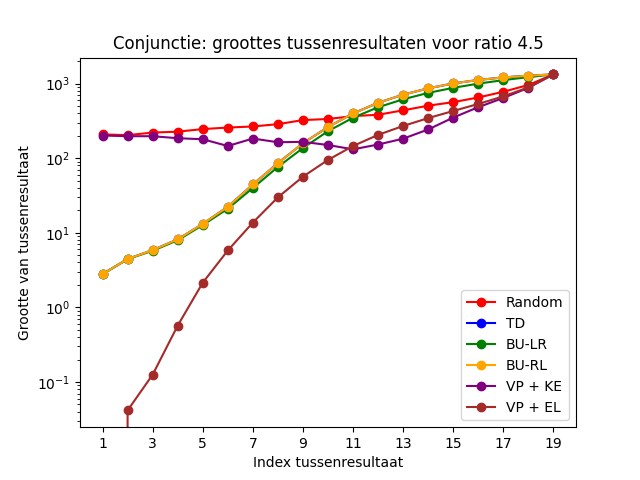 Conjunctie: groottes tussenresultaten voor ratio 4.5
Grootte van tussenresultaat
10³
10²
10¹
10⁰
10⁻¹
Random
TD
BU-LR
BU-RL
VP + KE
VP + EL
1 3 5 7 9 11 13 15 17 19
Index tussenresultaat